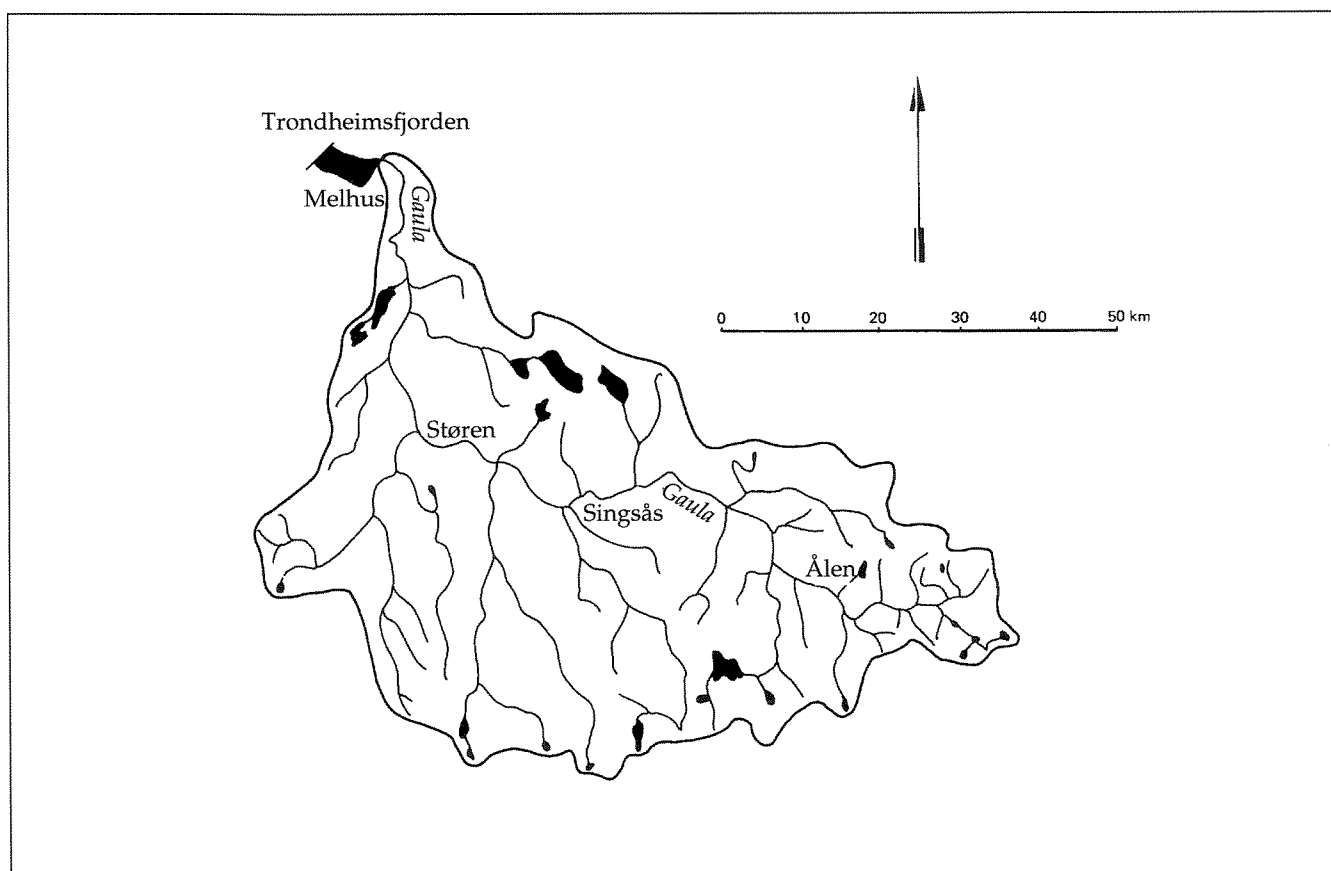 Trondheimsfjorden
Melhus
Gaula
0 10 20 30 40 50 km
Støren
Gaula
Singsås
Ålen